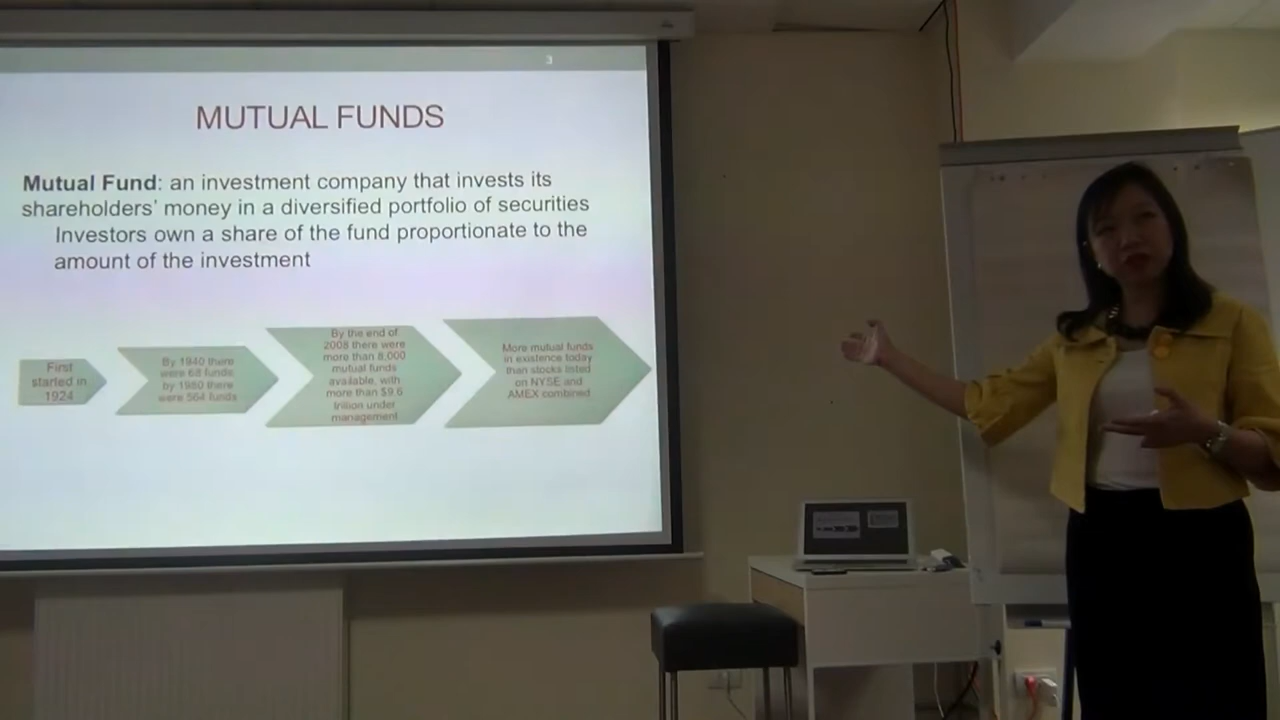 3
MUTUAL FUNDS
Mutual Fund: an investment company that invests its
shareholders' money in a diversified portfolio of securities
Investors own a share of the fund proportionate to the
amount of the investment
First
started in
1924
By 1940 there
were 68 funds
by 1980 there
were 564 funds
By the end of
2008 there were
more than 8,000
mutual funds
available, with
more than $9.6
trillion under
management
More mutual funds
in existence today
than stocks listed
on NYSE and
AMEX combined